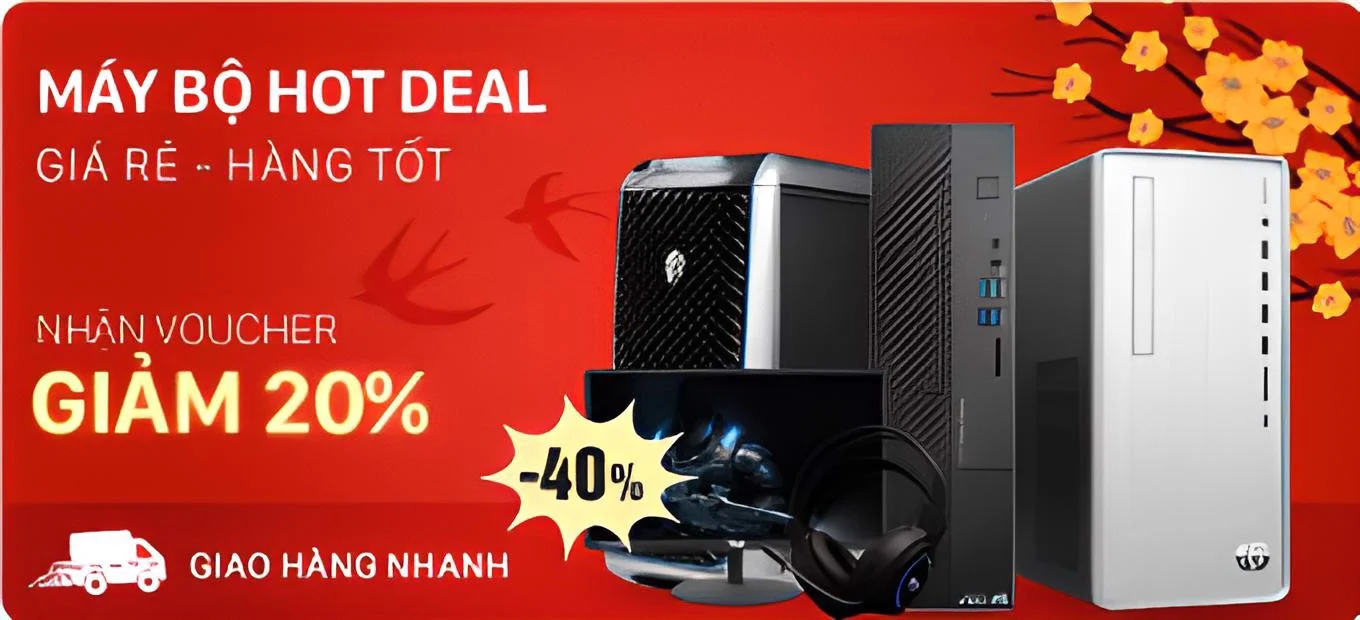 MÁY BỘ HOT DEAL
GIÁ RẺ - HÀNG TỐT
NHẬN VOUCHER
GIẢM 20%
-40%
GIAO HÀNG NHANH